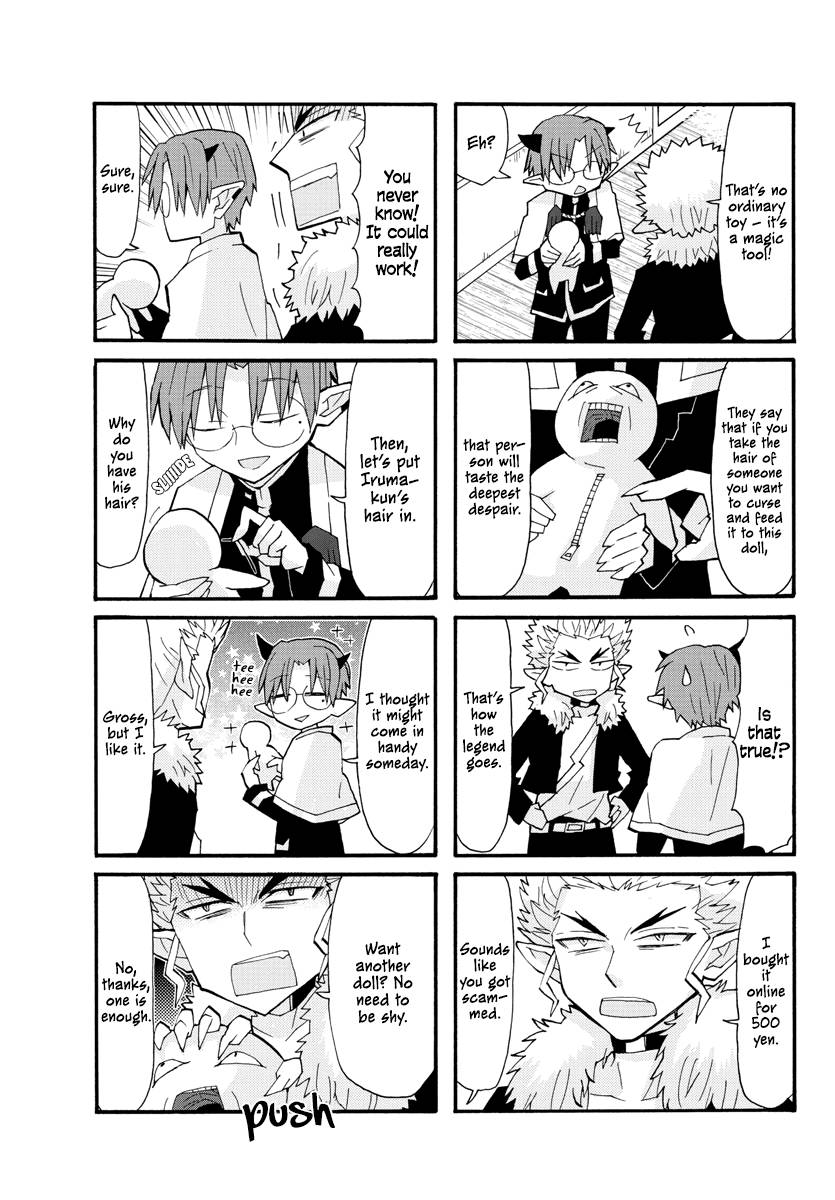 That's no
ordinary
toy – it's
a magic
tool!
Eh?
They say
that if you
take the
hair of
someone
you want
to curse
and feed
it to this
doll,
that per-
son will
taste the
deepest
despair.
Is
that
true!?
That's
how
the
legend
goes.
I
bought
it
online
for
500
yen.
Sounds
like
you got
scam-
med.
You
never
know!
It could
really
work!
Sure,
sure.
Then,
let's put
Iruma-
kun's
hair in.
SLIIIDE
Why
do
you
have
his
hair?
I thought
it might
come in
handy
someday.
tee
hee
hee
Gross,
but I
like it.
Want
another
doll? No
need to
be shy.
No,
thanks,
one is
enough.
push